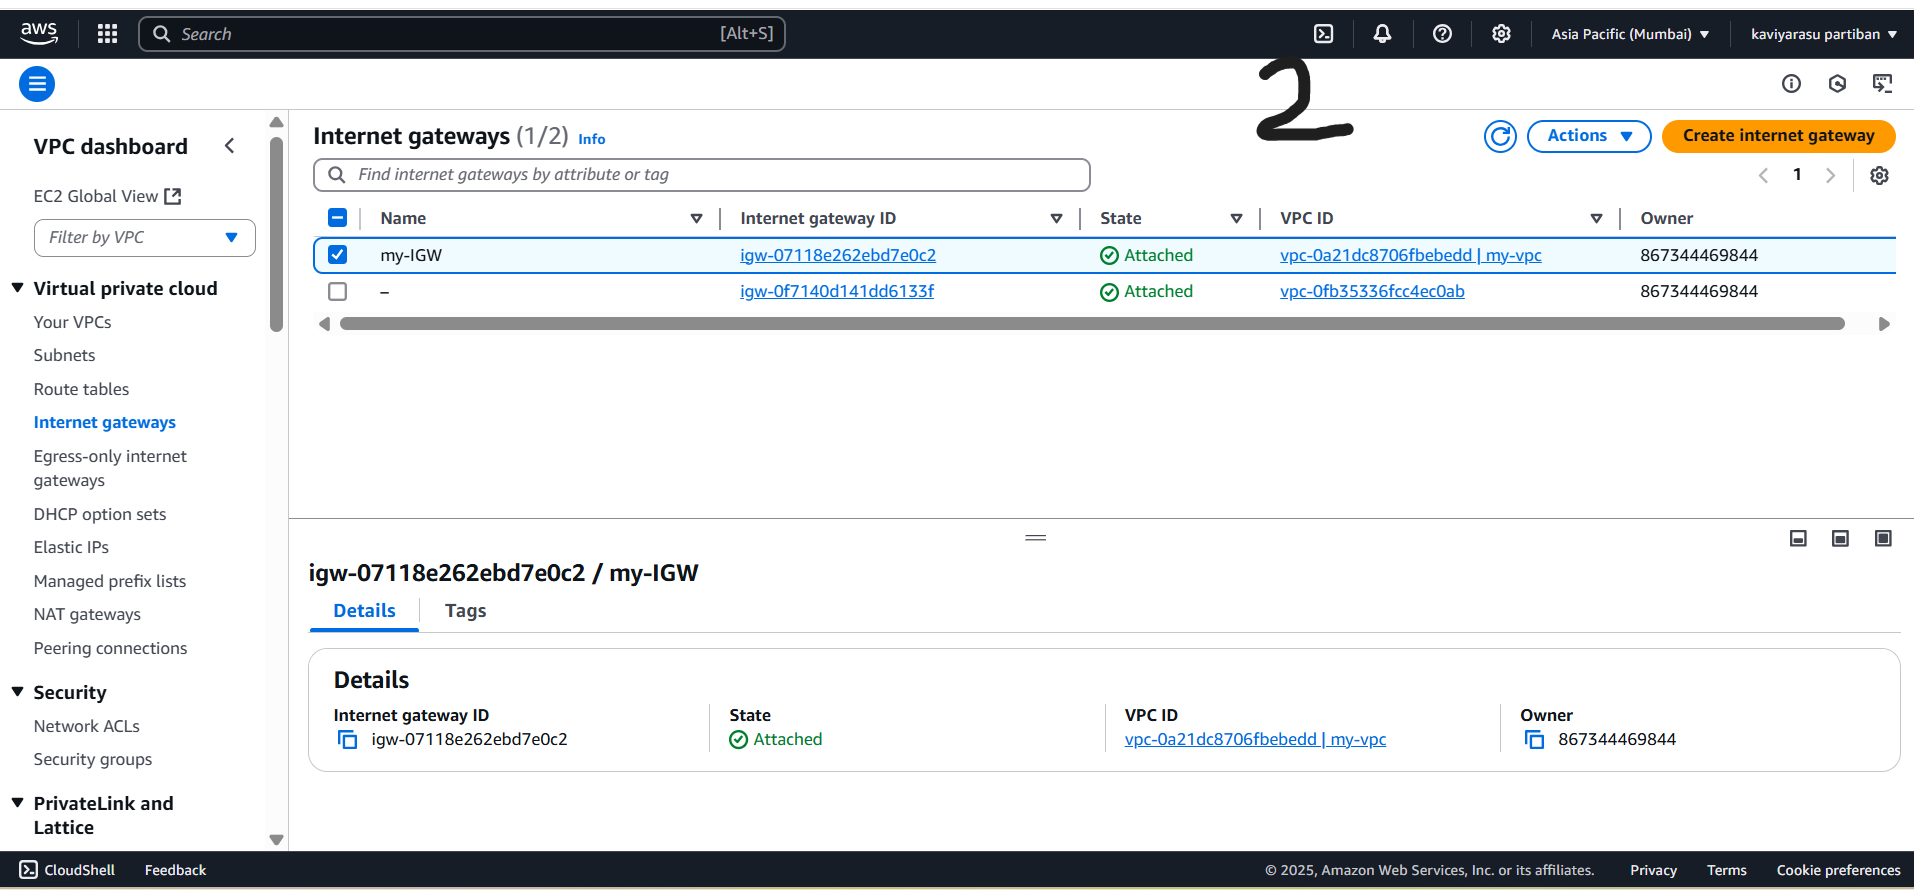 aws
Search [Alt+S]
Asia Pacific (Mumbai)
kaviyarasu partiban
2
VPC dashboard
EC2 Global View
Filter by VPC
Virtual private cloud
Your VPCs
Subnets
Route tables
Internet gateways
Egress-only internet
gateways
DHCP option sets
Elastic IPs
Managed prefix lists
NAT gateways
Peering connections
Security
Network ACLs
Security groups
PrivateLink and
Lattice
Internet gateways (1/2) Info
Actions
Create internet gateway
Find internet gateways by attribute or tag
1
Name Internet gateway ID State VPC ID Owner
my-IGW igw-07118e262ebd7e0c2 Attached vpc-0a21dc8706fbebedd | my-vpc 867344469844
– igw-0f7140d141dd6133f Attached vpc-0fb35336fcc4ec0ab 867344469844
igw-07118e262ebd7e0c2 / my-IGW
Details Tags
Details
Internet gateway ID State VPC ID Owner
igw-07118e262ebd7e0c2 Attached vpc-0a21dc8706fbebedd | my-vpc 867344469844
CloudShell Feedback © 2025, Amazon Web Services, Inc. or its affiliates. Privacy Terms Cookie preferences